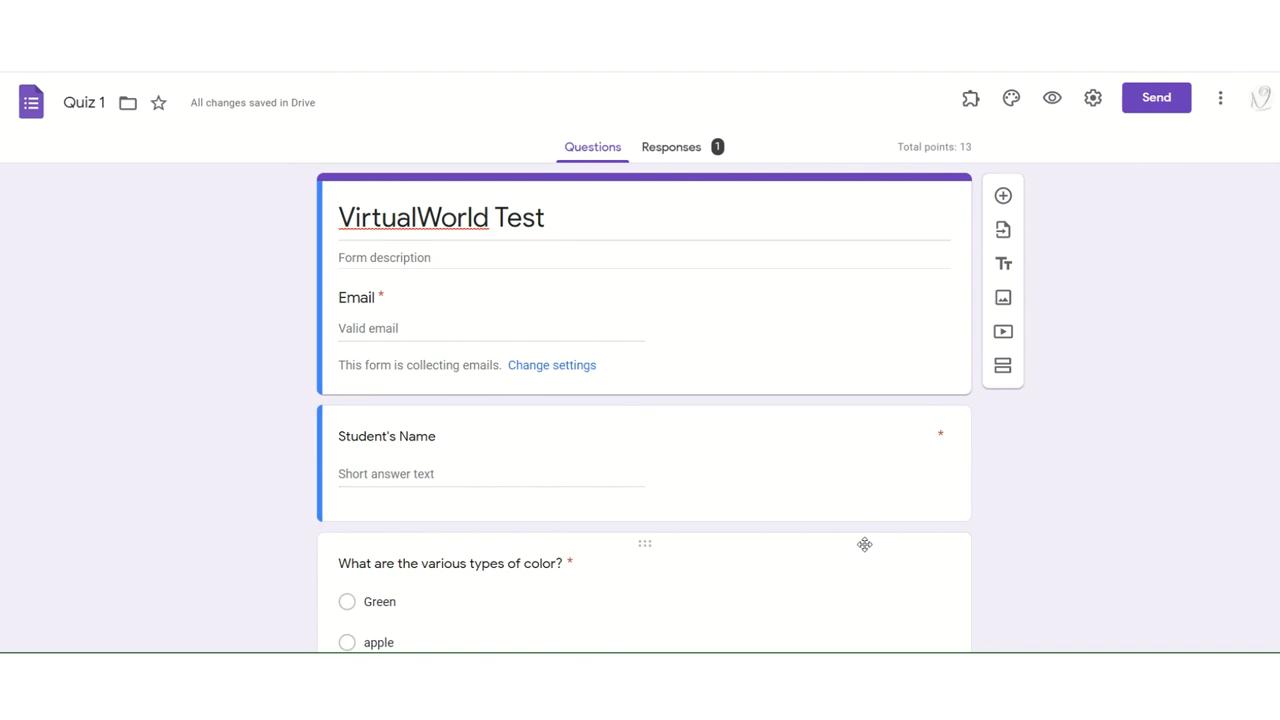 Quiz 1
All changes saved in Drive
Send
Questions
Responses 1
Total points: 13
VirtualWorld Test
Form description
Email *
Valid email
This form is collecting emails. Change settings
Tt
Student's Name *
Short answer text
What are the various types of color? *
Green
apple